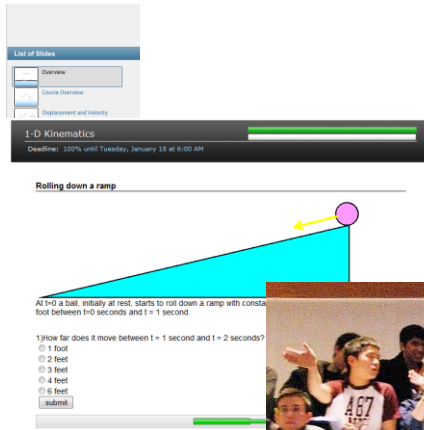 List of Slides
Overview
Course Overview
Displacement and Velocity
1-D Kinematics
Deadline: 100% until Tuesday, January 18 at 6:00 AM
Rolling down a ramp
At t=0 a ball, initially at rest, starts to roll down a ramp with consta
foot between t=0 seconds and t = 1 second.
1)How far does it move between t = 1 second and t = 2 seconds?
1 foot
2 feet
3 feet
4 feet
6 feet
submit
A67